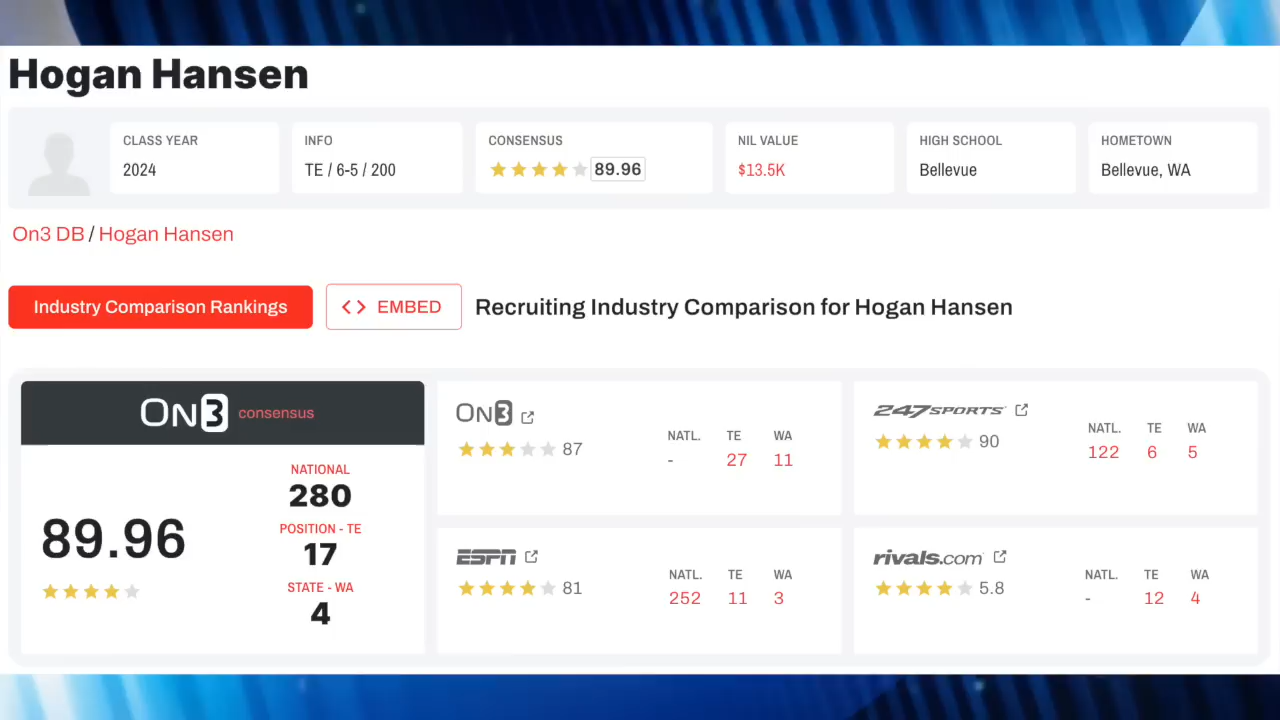 Hogan Hansen
CLASS YEAR
2024
INFO
TE / 6-5 / 200
CONSENSUS
89.96
NIL VALUE
$13.5K
HIGH SCHOOL
Bellevue
HOMETOWN
Bellevue, WA
On3 DB / Hogan Hansen
Industry Comparison Rankings
<> EMBED
Recruiting Industry Comparison for Hogan Hansen
ON3 consensus
89.96
NATIONAL
280
POSITION - TE
17
STATE - WA
4
ON3
87
NATL. TE WA
- 27 11
247SPORTS
90
NATL. TE WA
122 6 5
ESPN
81
NATL. TE WA
252 11 3
rivals.com
5.8
NATL. TE WA
- 12 4